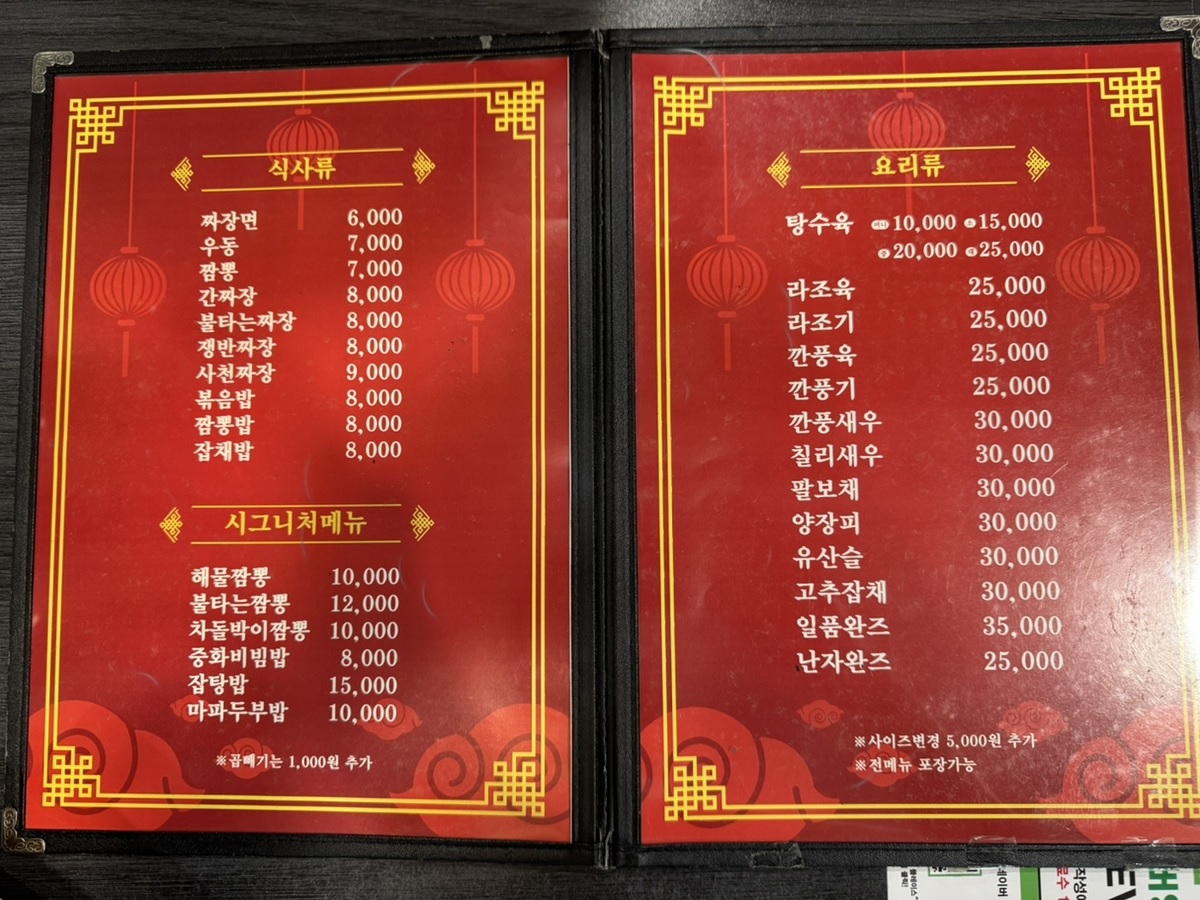 식사류
짜장면 6,000
우동 7,000
짬뽕 7,000
간짜장 8,000
불타는짜장 8,000
쟁반짜장 8,000
사천짜장 9,000
볶음밥 8,000
짬뽕밥 8,000
잡채밥 8,000
시그니처메뉴
해물짬뽕 10,000
불타는짬뽕 12,000
차돌박이짬뽕 10,000
중화비빔밥 8,000
잡탕밥 15,000
마파두부밥 10,000
※곱빼기는 1,000원 추가
요리류
탕수육 미니 10,000 소 15,000
중 20,000 대 25,000
라조육 25,000
라조기 25,000
깐풍육 25,000
깐풍기 25,000
깐풍새우 30,000
칠리새우 30,000
팔보채 30,000
양장피 30,000
유산슬 30,000
고추잡채 30,000
일품완즈 35,000
난자완즈 25,000
※사이즈변경 5,000원 추가
※전메뉴 포장가능